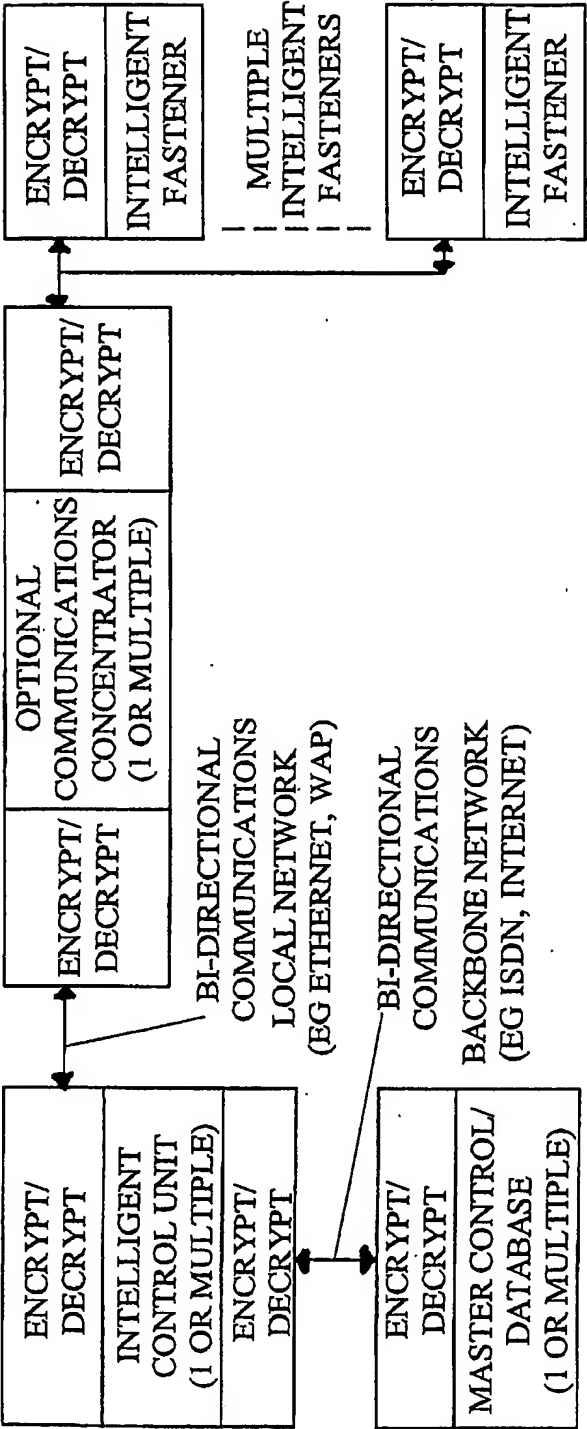 ENCRYPT/
DECRYPT
INTELLIGENT
CONTROL UNIT
(1 OR MULTIPLE)
ENCRYPT/
DECRYPT
ENCRYPT/
DECRYPT
MASTER CONTROL/
DATABASE
(1 OR MULTIPLE)
BI-DIRECTIONAL
COMMUNICATIONS
LOCAL NETWORK
(EG ETHERNET, WAP)
BI-DIRECTIONAL
COMMUNICATIONS
BACKBONE NETWORK
(EG ISDN, INTERNET)
ENCRYPT/
DECRYPT
OPTIONAL
COMMUNICATIONS
CONCENTRATOR
(1 OR MULTIPLE)
ENCRYPT/
DECRYPT
ENCRYPT/
DECRYPT
INTELLIGENT
FASTENER
MULTIPLE
INTELLIGENT
FASTENERS
ENCRYPT/
DECRYPT
INTELLIGENT
FASTENER